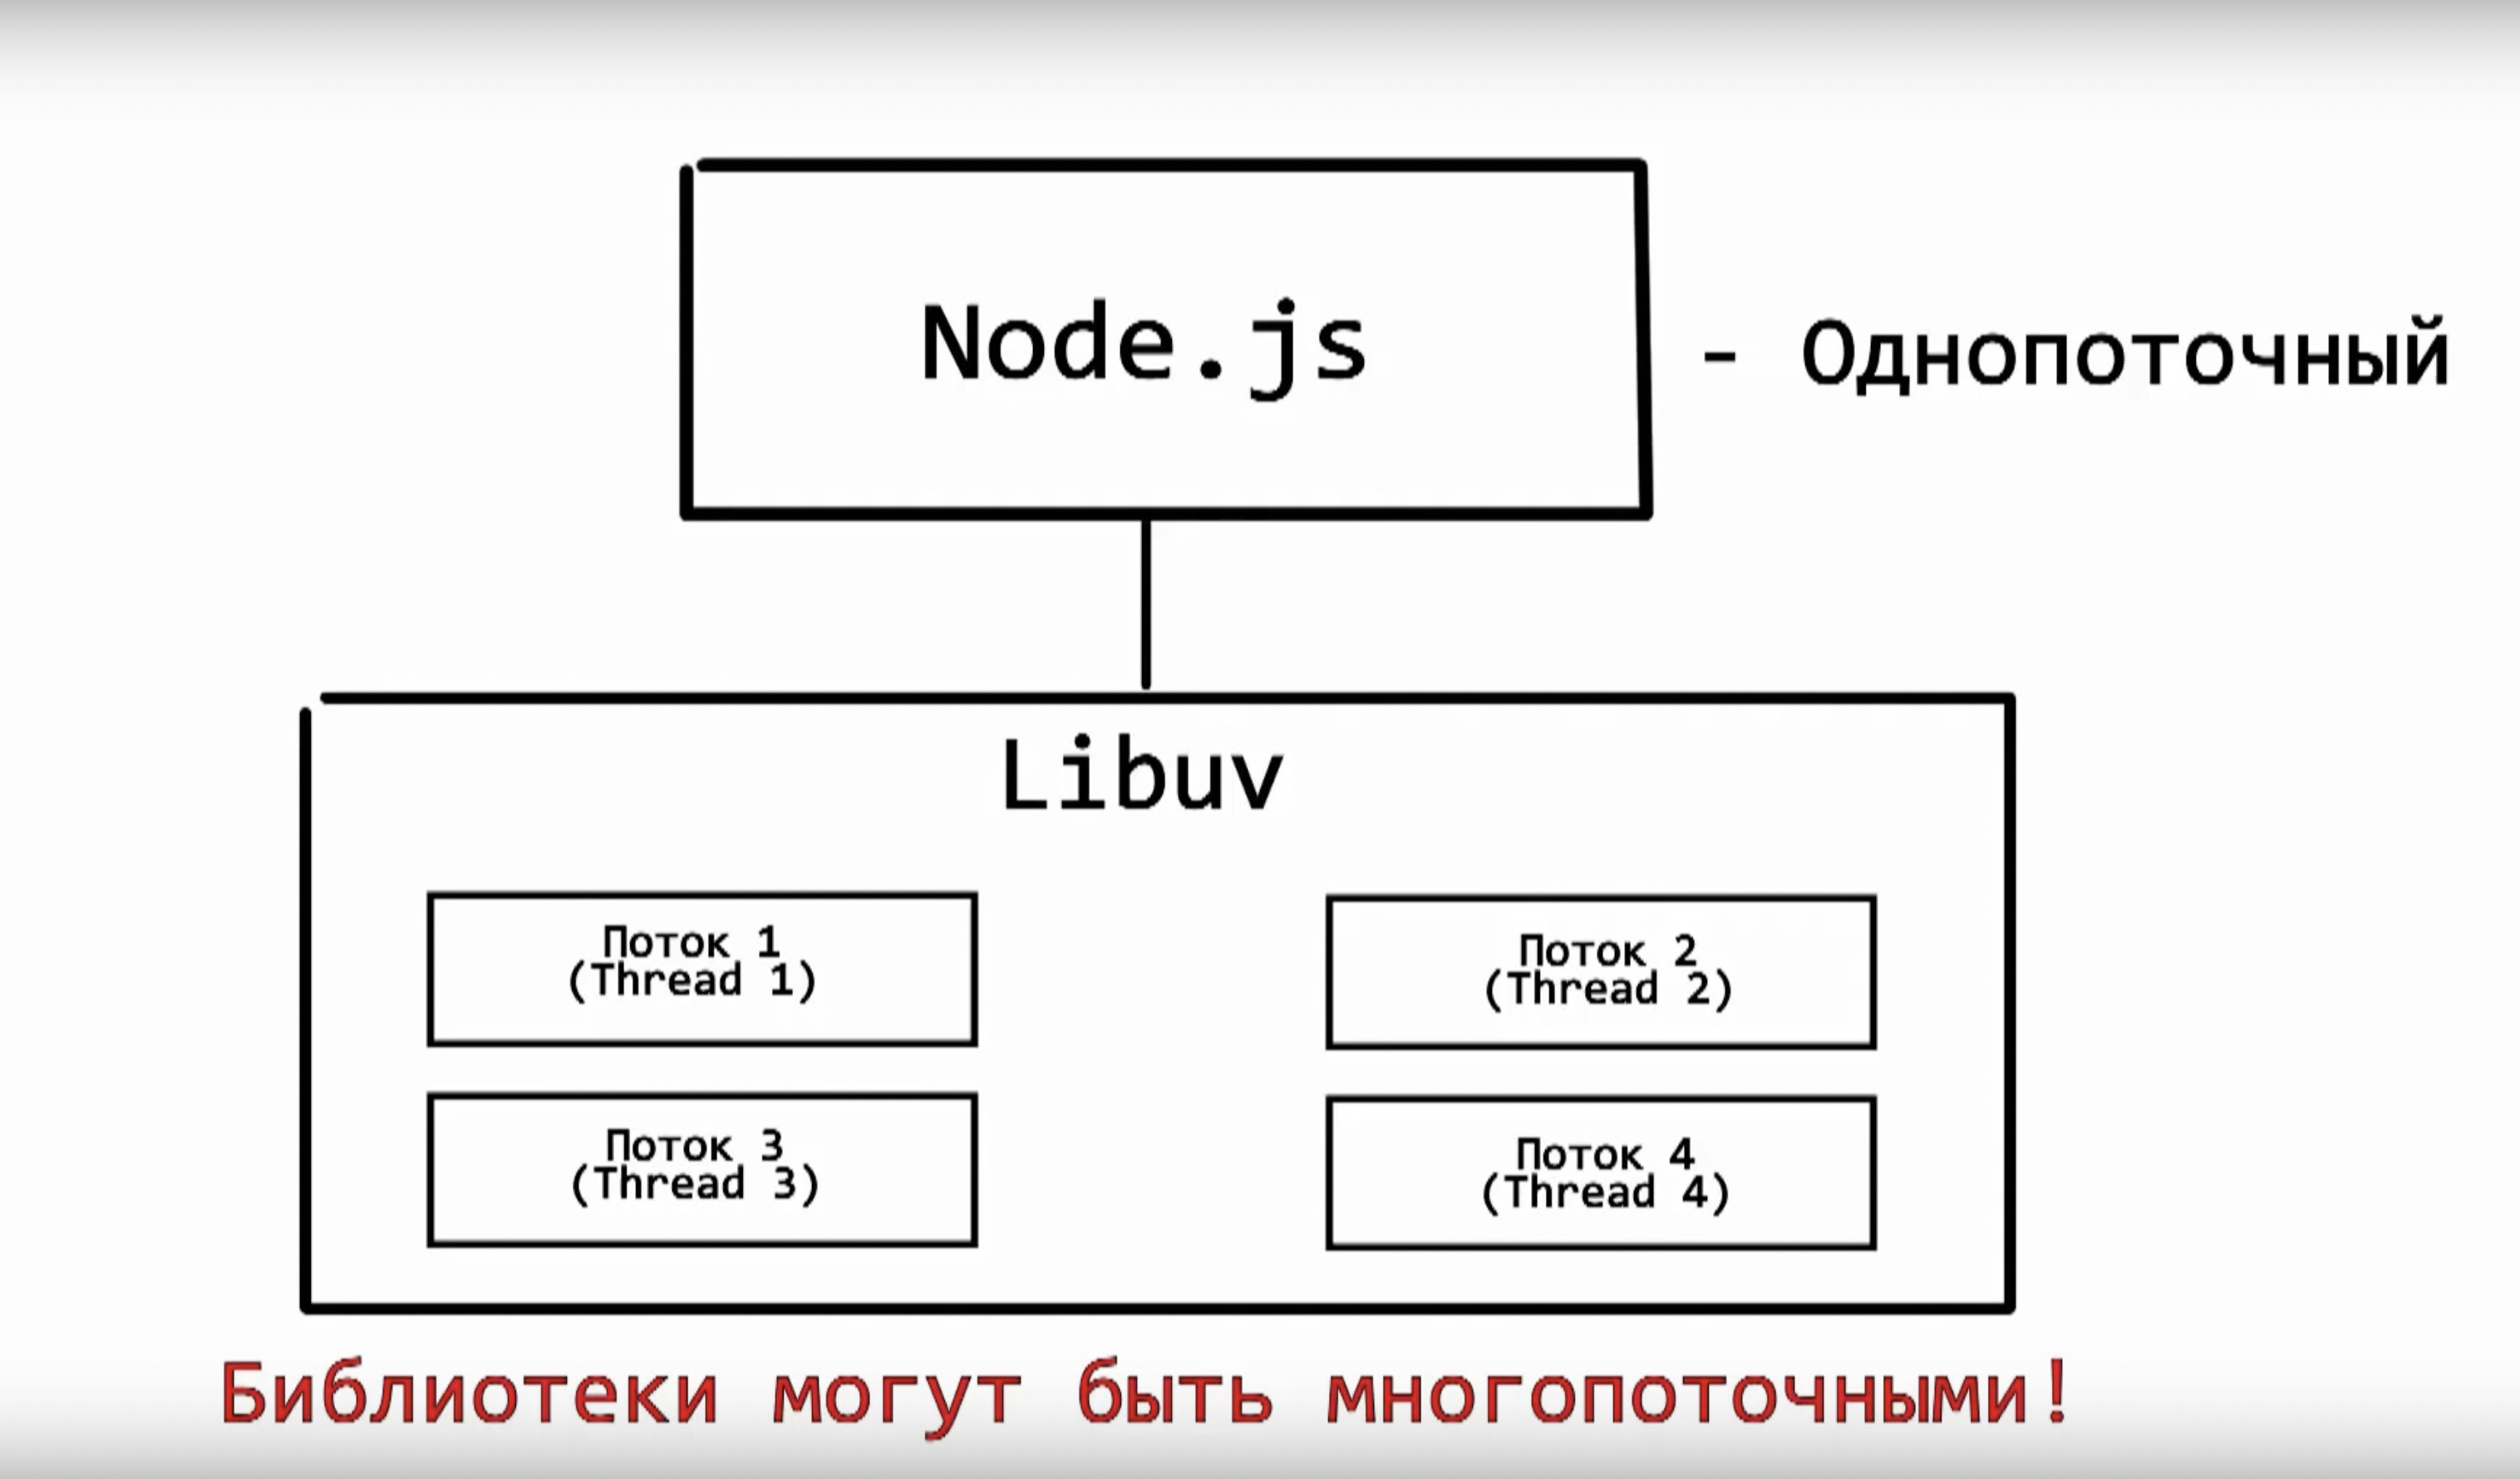 Node.js
- Однопоточный
Libuv
Поток 1
(Thread 1)
Поток 2
(Thread 2)
Поток 3
(Thread 3)
Поток 4
(Thread 4)
Библиотеки могут быть многопоточными!